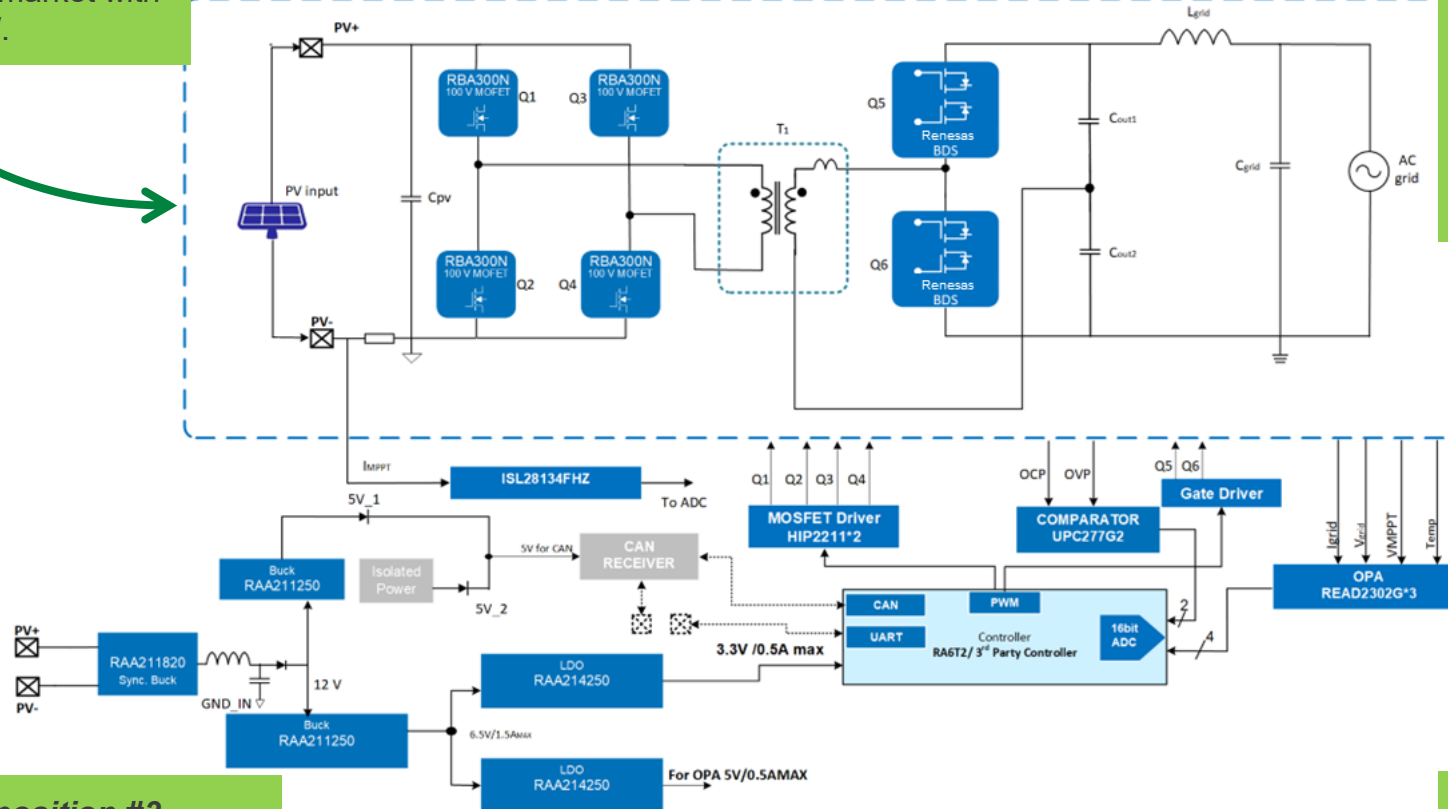 market with
.
PV+
PV input
PV-
Cpv
RBA300N
100 V MOFET
Q1
Q3
RBA300N
100 V MOFET
RBA300N
100 V MOFET
Q2
Q4
RBA300N
100 V MOFET
T1
Q5
Renesas
BDS
Q6
Renesas
BDS
Lgrid
Cout1
Cout2
Cgrid
AC
grid
IMPPT
ISL28134FHZ
To ADC
Q1
Q2
Q3
Q4
MOSFET Driver
HIP2211*2
OCP
OVP
COMPARATOR
UPC277G2
Q5
Q6
Gate Driver
Igrid
Vgrid
VMPPT
Temp
OPA
READ2302G*3
5V_1
Buck
RAA211250
Isolated
Power
5V_2
5V for CAN
CAN
RECEIVER
CAN
UART
PWM
Controller
RA6T2/ 3rd Party Controller
16bit
ADC
2
4
PV+
PV-
RAA211820
Sync. Buck
GND_IN
12 V
Buck
RAA211250
6.5V/1.5AMAX
LDO
RAA214250
3.3V /0.5A max
LDO
RAA214250
For OPA 5V/0.5AMAX
position #2